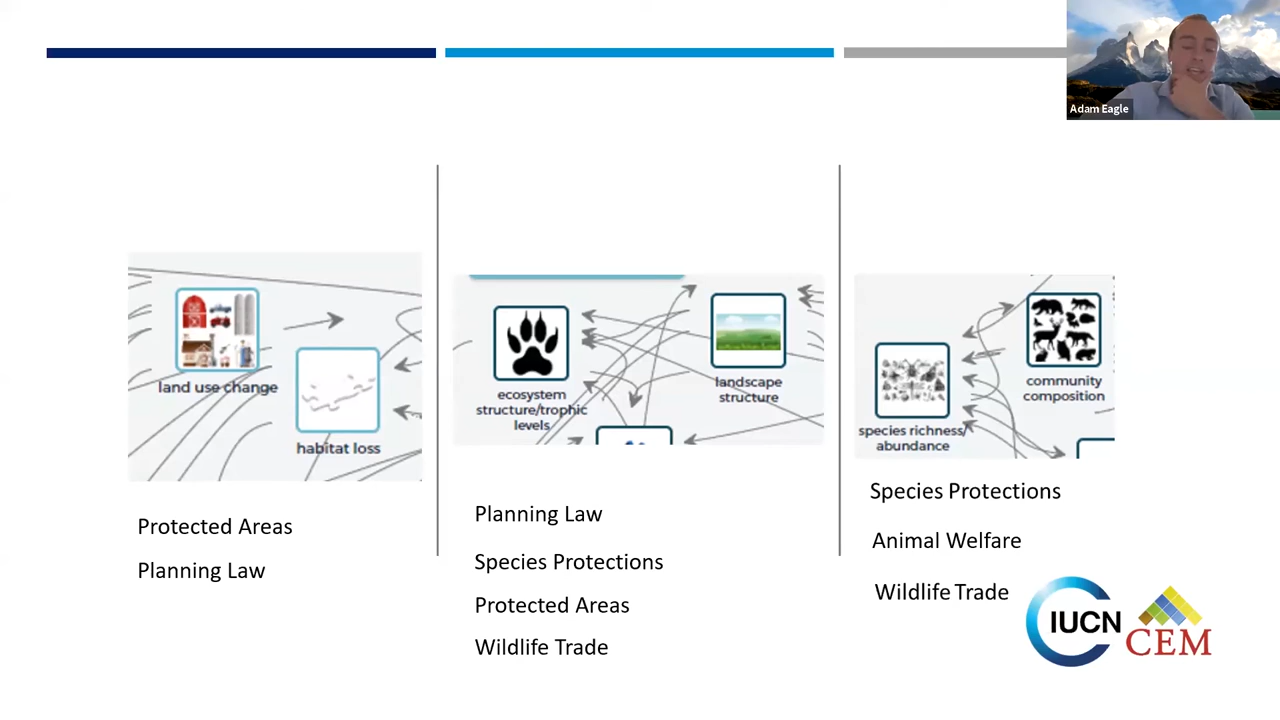 Adam Eagle
land use change
habitat loss
Protected Areas
Planning Law
ecosystem
structure/trophic
levels
landscape
structure
Planning Law
Species Protections
Protected Areas
Wildlife Trade
community
composition
species richness/
abundance
Species Protections
Animal Welfare
Wildlife Trade
IUCN
CEM